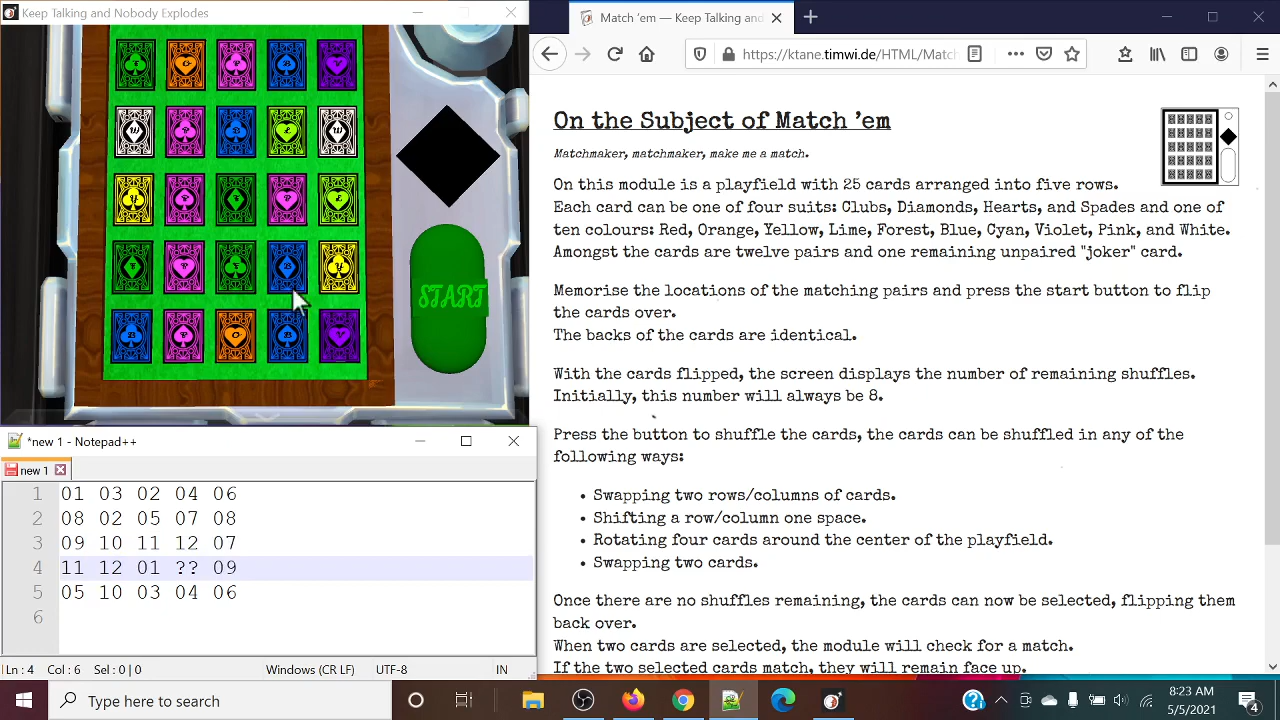 Keep Talking and Nobody Explodes
START
Match ’em — Keep Talking and
https://ktane.timwi.de/HTML/Matc
On the Subject of Match ’em
Matchmaker, matchmaker, make me a match.
On this module is a playfield with 25 cards arranged into five rows.
Each card can be one of four suits: Clubs, Diamonds, Hearts, and Spades and one of
ten colours: Red, Orange, Yellow, Lime, Forest, Blue, Cyan, Violet, Pink, and White.
Amongst the cards are twelve pairs and one remaining unpaired "joker" card.
Memorise the locations of the matching pairs and press the start button to flip
the cards over.
The backs of the cards are identical.
With the cards flipped, the screen displays the number of remaining shuffles.
Initially, this number will always be 8.
Press the button to shuffle the cards, the cards can be shuffled in any of the
following ways:
• Swapping two rows/columns of cards.
• Shifting a row/column one space.
• Rotating four cards around the center of the playfield.
• Swapping two cards.
Once there are no shuffles remaining, the cards can now be selected, flipping them
back over.
When two cards are selected, the module will check for a match.
If the two selected cards match, they will remain face up.
*new 1 - Notepad++
new 1
1 01 03 02 04 06
2 08 02 05 07 08
3 09 10 11 12 07
4 11 12 01 ?? 09
5 05 10 03 04 06
6
Ln : 4 Col : 6 Sel : 0 | 0 Windows (CR LF) UTF-8 IN
Type here to search
8:23 AM
5/5/2021
4